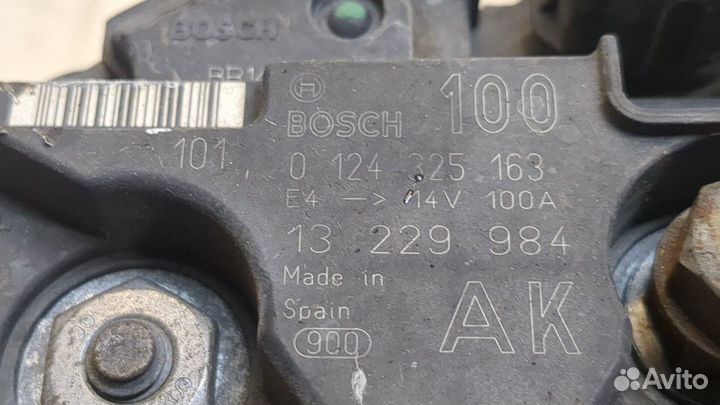 BOSCH
BOSCH 100
101
0 124 325 163
E4 -> 14V 100A
13 229 984
Made in
Spain
900
AK
Avito